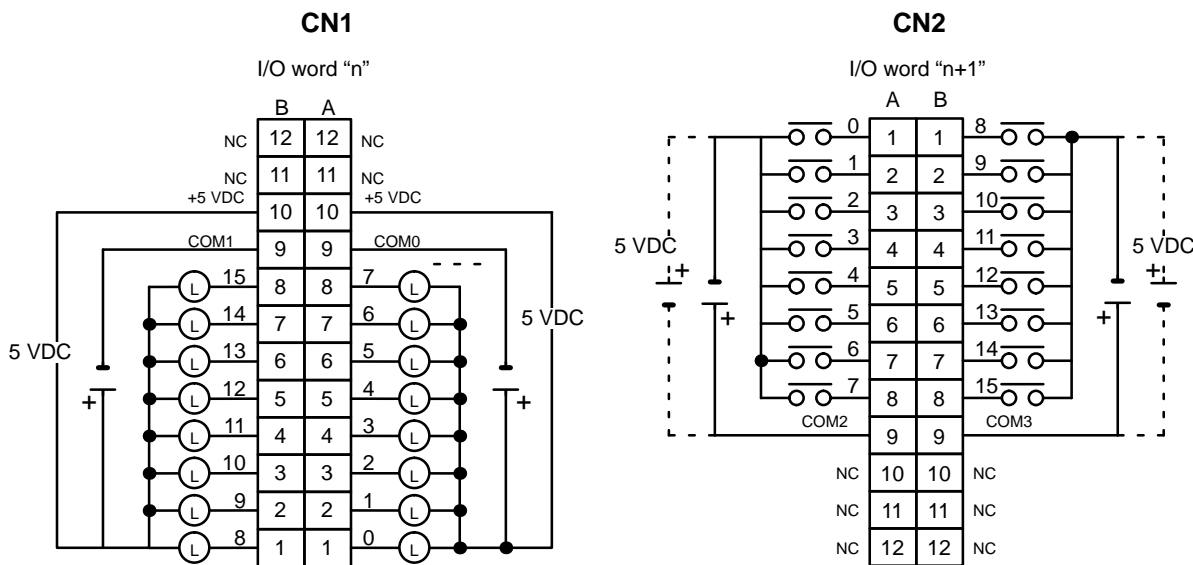 CN1
I/O word “n”
B A
NC 12 12 NC
NC 11 11 NC
+5 VDC 10 10 +5 VDC
COM1 9 9 COM0
L 15 8 8 7 L
L 14 7 7 6 L
5 VDC L 13 6 6 5 L 5 VDC
+ L 12 5 5 4 L +
L 11 4 4 3 L
L 10 3 3 2 L
L 9 2 2 1 L
L 8 1 1 0 L
CN2
I/O word “n+1”
A B
0 1 1 8
1 2 2 9
2 3 3 10
5 VDC + 3 4 4 11 5 VDC +
4 5 5 12
+ 5 6 6 13 +
6 7 7 14
7 8 8 15
COM2 9 9 COM3
NC 10 10 NC
NC 11 11 NC
NC 12 12 NC